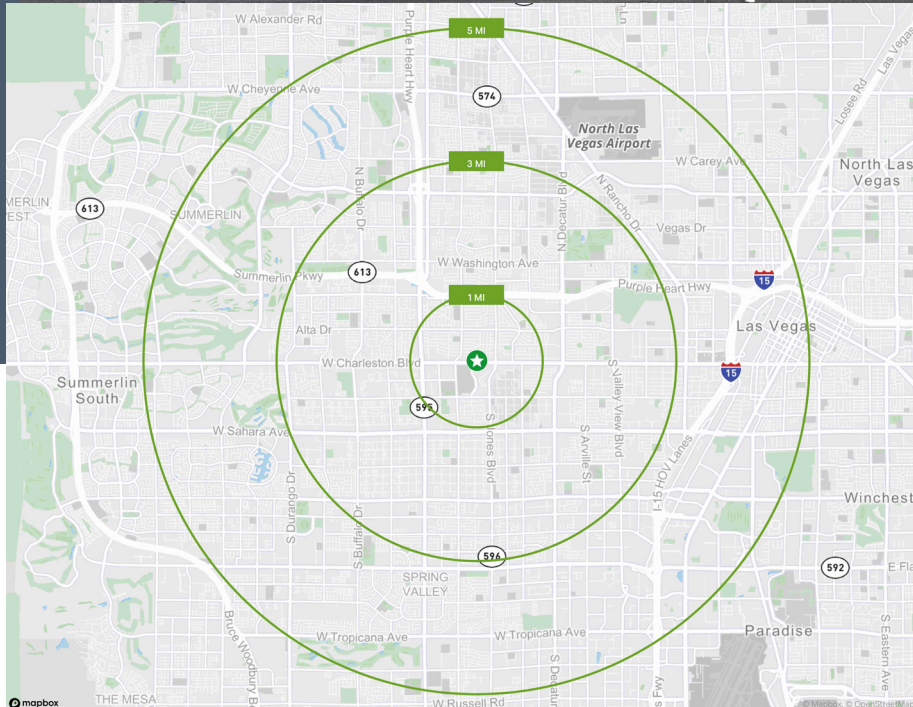 W Alexander Rd
5 MI
Purple Heart Hwy
Las Vegas
W Cheyenne Ave
574
Losee Rd
North Las
Vegas Airport
3 MI
W Carey Ave
North Las
Vegas
N Buffalo Dr
N Decatur Blvd
N Rancho Dr
613
SUMMERLIN
Vegas Dr
W Washington Ave
Summerlin Pkwy
613
Purple Heart Hwy
15
1 MI
Alta Dr
Las Vegas
W Charleston Blvd
15
Summerlin
South
595
S Jones Blvd
S Valley View Blvd
W Sahara Ave
S Arville St
I-15 HOV Lanes
S Durango Dr
S Buffalo Dr
Winchest
596
592
E Fla
SPRING
VALLEY
W Tropicana Ave
W Tropicana Ave
Paradise
Bruce Woodbury Be
S Decatur
S Eastern Ave
s Fwy
THE MESA
W Russell Rd
mapbox
© Mapbox, © OpenStreetMap